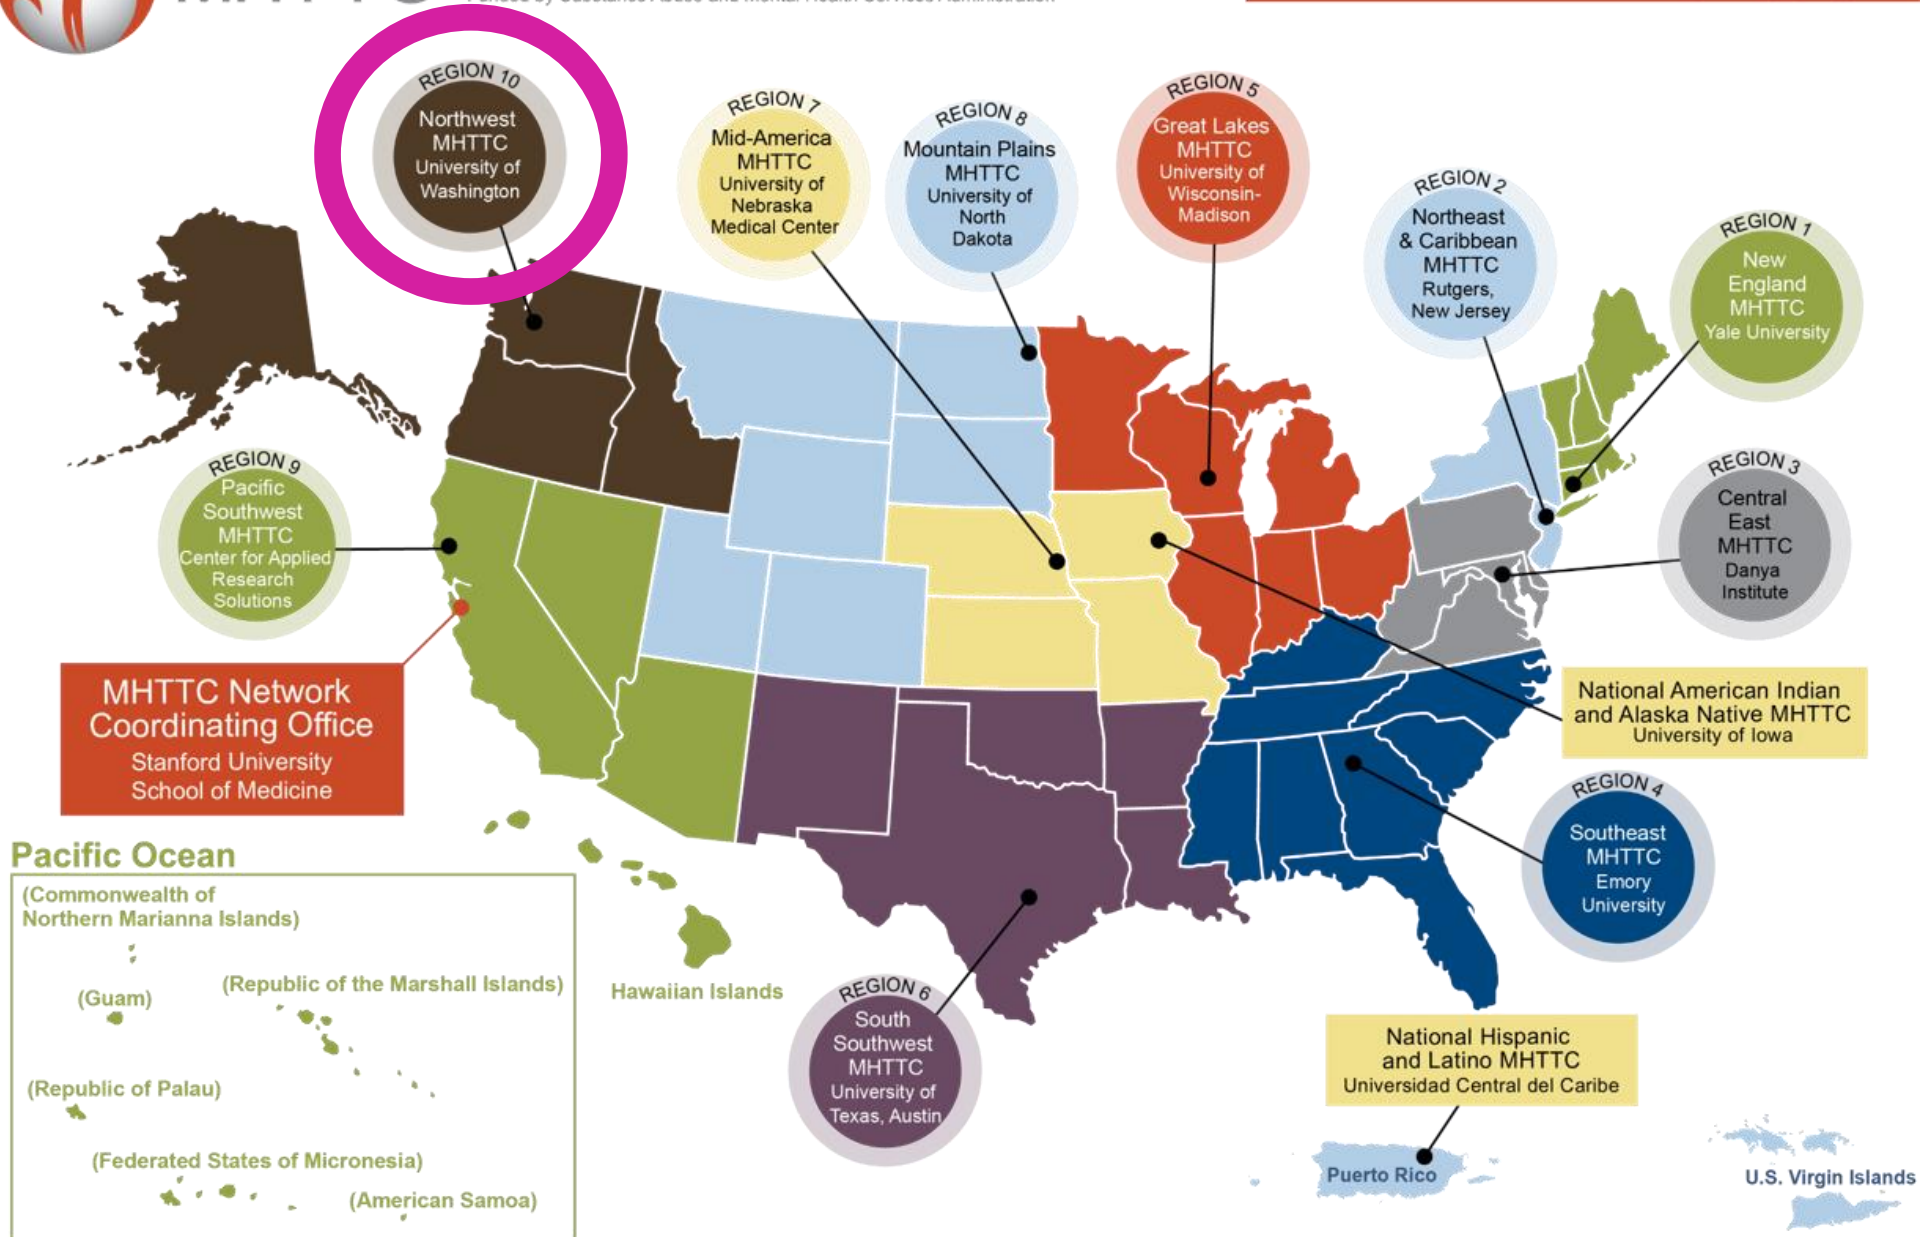 REGION 10
Northwest
MHTTC
University of
Washington
REGION 7
Mid-America
MHTTC
University of
Nebraska
Medical Center
REGION 8
Mountain Plains
MHTTC
University of
North
Dakota
REGION 5
Great Lakes
MHTTC
University of
Wisconsin-
Madison
REGION 2
Northeast
& Caribbean
MHTTC
Rutgers,
New Jersey
REGION 1
New
England
MHTTC
Yale University
REGION 9
Pacific
Southwest
MHTTC
Center for Applied
Research
Solutions
REGION 3
Central
East
MHTTC
Danya
Institute
MHTTC Network
Coordinating Office
Stanford University
School of Medicine
National American Indian
and Alaska Native MHTTC
University of Iowa
REGION 4
Southeast
MHTTC
Emory
University
Pacific Ocean
(Commonwealth of
Northern Marianna Islands)
(Guam)
(Republic of the Marshall Islands)
(Republic of Palau)
(Federated States of Micronesia)
(American Samoa)
Hawaiian Islands
REGION 6
South
Southwest
MHTTC
University of
Texas, Austin
National Hispanic
and Latino MHTTC
Universidad Central del Caribe
Puerto Rico
U.S. Virgin Islands